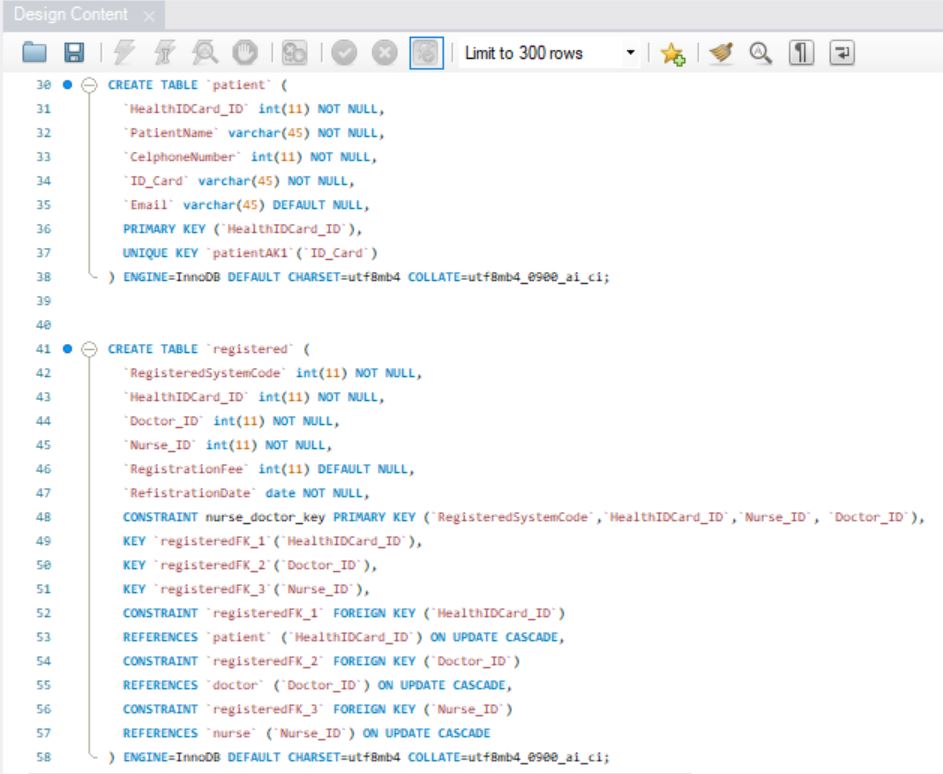 Design Content ×
Limit to 300 rows
30 CREATE TABLE `patient` (
31 `HealthIDCard_ID` int(11) NOT NULL,
32 `PatientName` varchar(45) NOT NULL,
33 `CelphoneNumber` int(11) NOT NULL,
34 `ID_Card` varchar(45) NOT NULL,
35 `Email` varchar(45) DEFAULT NULL,
36 PRIMARY KEY (`HealthIDCard_ID`),
37 UNIQUE KEY `patientAK1`(`ID_Card`)
38 ) ENGINE=InnoDB DEFAULT CHARSET=utf8mb4 COLLATE=utf8mb4_0900_ai_ci;
39
40
41 CREATE TABLE `registered` (
42 `RegisteredSystemCode` int(11) NOT NULL,
43 `HealthIDCard_ID` int(11) NOT NULL,
44 `Doctor_ID` int(11) NOT NULL,
45 `Nurse_ID` int(11) NOT NULL,
46 `RegistrationFee` int(11) DEFAULT NULL,
47 `RefistrationDate` date NOT NULL,
48 CONSTRAINT nurse_doctor_key PRIMARY KEY (`RegisteredSystemCode`,`HealthIDCard_ID`,`Nurse_ID`, `Doctor_ID`),
49 KEY `registeredFK_1`(`HealthIDCard_ID`),
50 KEY `registeredFK_2`(`Doctor_ID`),
51 KEY `registeredFK_3`(`Nurse_ID`),
52 CONSTRAINT `registeredFK_1` FOREIGN KEY (`HealthIDCard_ID`)
53 REFERENCES `patient` (`HealthIDCard_ID`) ON UPDATE CASCADE,
54 CONSTRAINT `registeredFK_2` FOREIGN KEY (`Doctor_ID`)
55 REFERENCES `doctor` (`Doctor_ID`) ON UPDATE CASCADE,
56 CONSTRAINT `registeredFK_3` FOREIGN KEY (`Nurse_ID`)
57 REFERENCES `nurse` (`Nurse_ID`) ON UPDATE CASCADE
58 ) ENGINE=InnoDB DEFAULT CHARSET=utf8mb4 COLLATE=utf8mb4_0900_ai_ci;